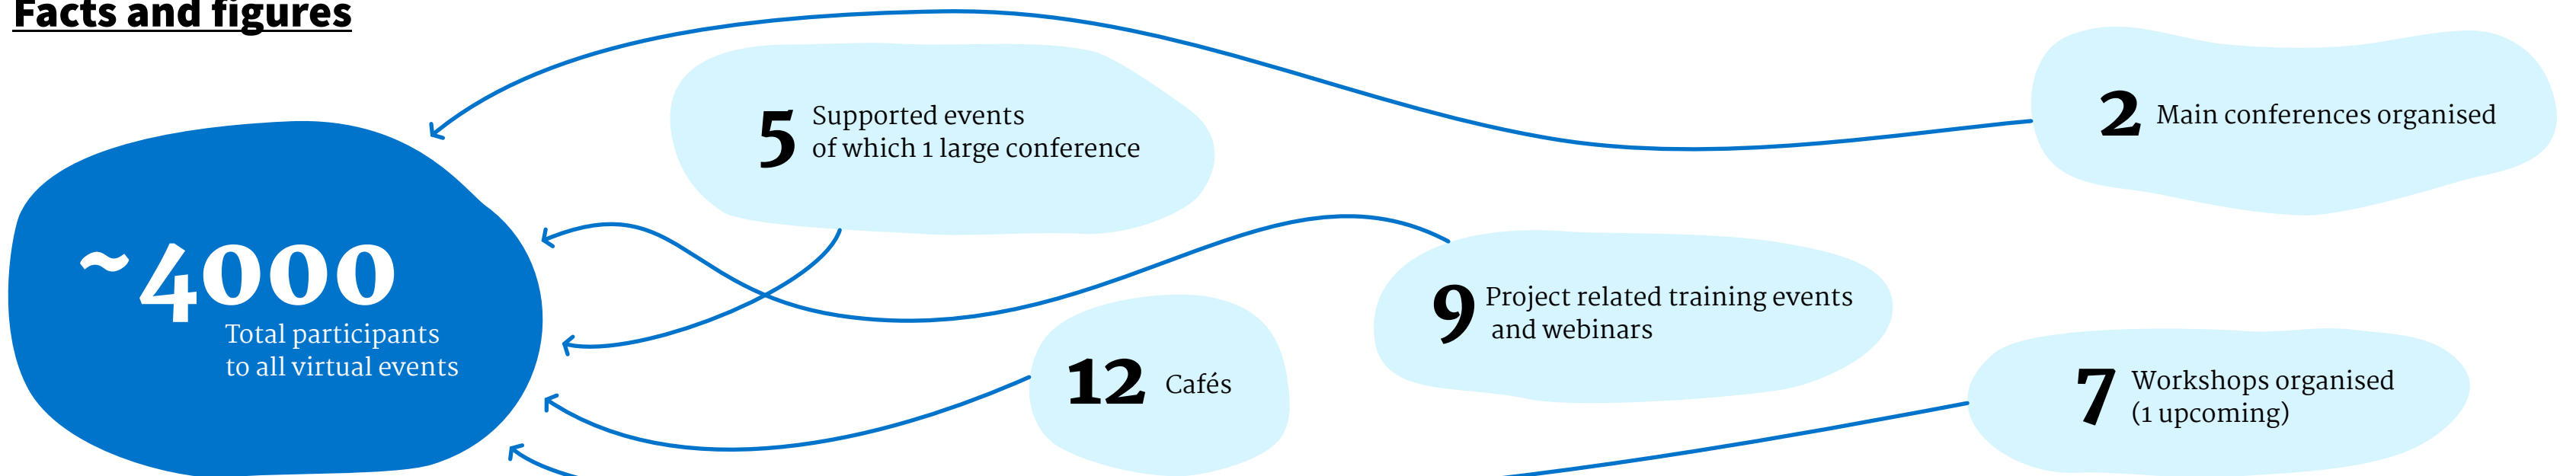 Facts and figures
5 Supported events
of which 1 large conference
2 Main conferences organised
~4000
Total participants
to all virtual events
9 Project related training events
and webinars
12 Cafés
7 Workshops organised
(1 upcoming)